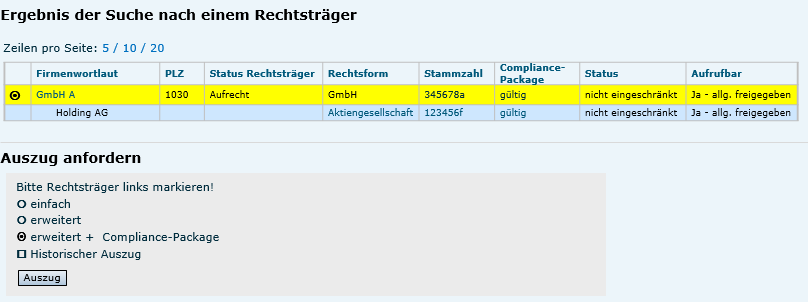 Ergebnis der Suche nach einem Rechtsträger
Zeilen pro Seite: 5 / 10 / 20
Firmenwortlaut PLZ Status Rechtsträger Rechtsform Stammzahl Compliance-Package Status Aufrufbar
GmbH A 1030 Aufrecht GmbH 345678a gültig nicht eingeschränkt Ja - allg. freigegeben
Holding AG Aktiengesellschaft 123456f gültig nicht eingeschränkt Ja - allg. freigegeben
Auszug anfordern
Bitte Rechtsträger links markieren!
einfach
erweitert
erweitert + Compliance-Package
Historischer Auszug
Auszug